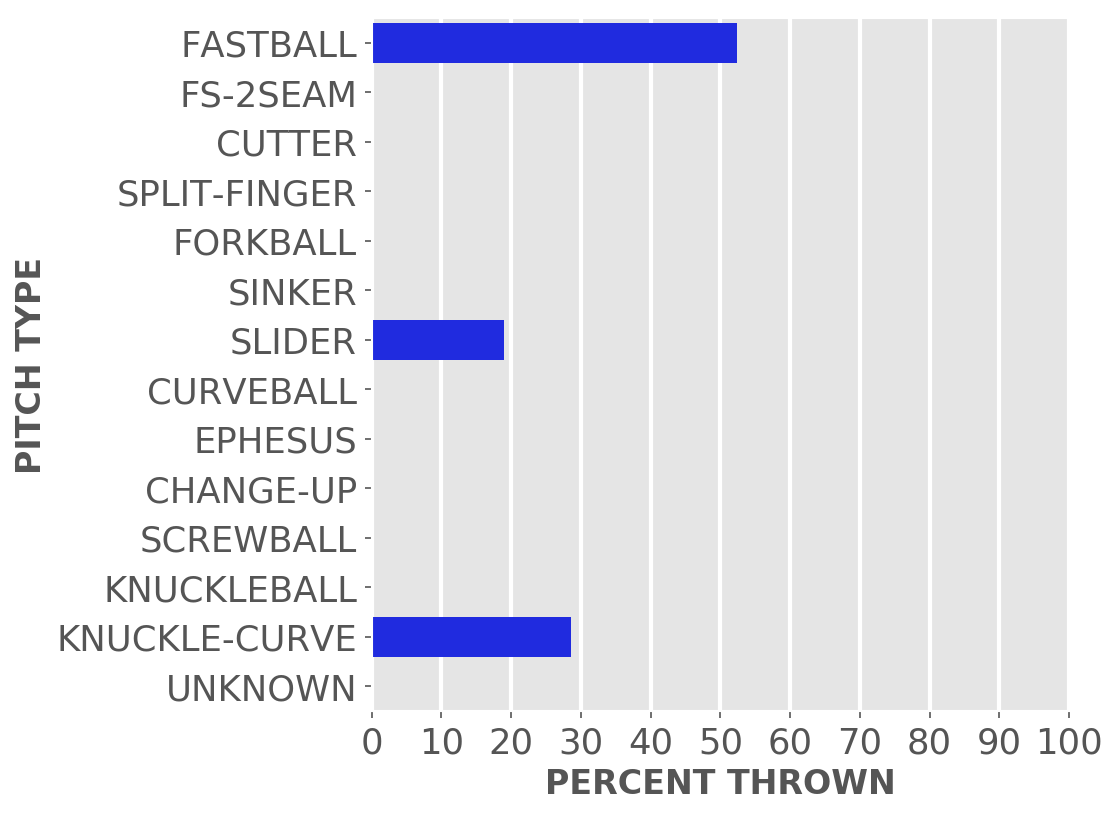 FASTBALL
FS-2SEAM
CUTTER
SPLIT-FINGER
FORKBALL
SINKER
SLIDER
CURVEBALL
EPHESUS
CHANGE-UP
SCREWBALL
KNUCKLEBALL
KNUCKLE-CURVE
UNKNOWN
PITCH TYPE
0 10 20 30 40 50 60 70 80 90 100
PERCENT THROWN